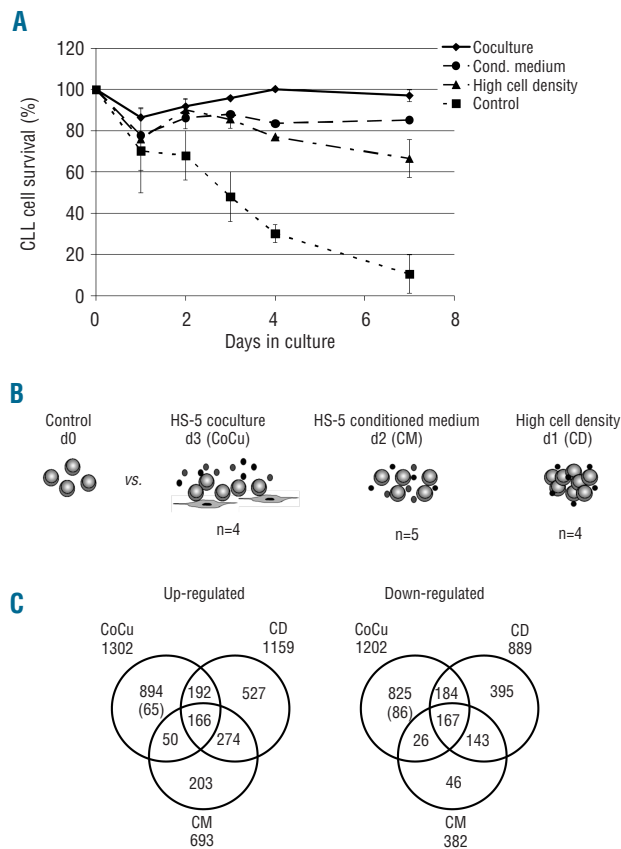 A
120
100
80
60
40
20
0
CLL cell survival (%)
0 2 4 6 8
Days in culture
Coculture
Cond. medium
High cell density
Control
B
Control
d0
vs.
HS-5 coculture
d3 (CoCu)
n=4
HS-5 conditioned medium
d2 (CM)
n=5
High cell density
d1 (CD)
n=4
C
Up-regulated
CoCu
1302
CD
1159
894
(65)
192
527
166
50
274
203
CM
693
Down-regulated
CoCu
1202
CD
889
825
(86)
184
395
167
26
143
46
CM
382